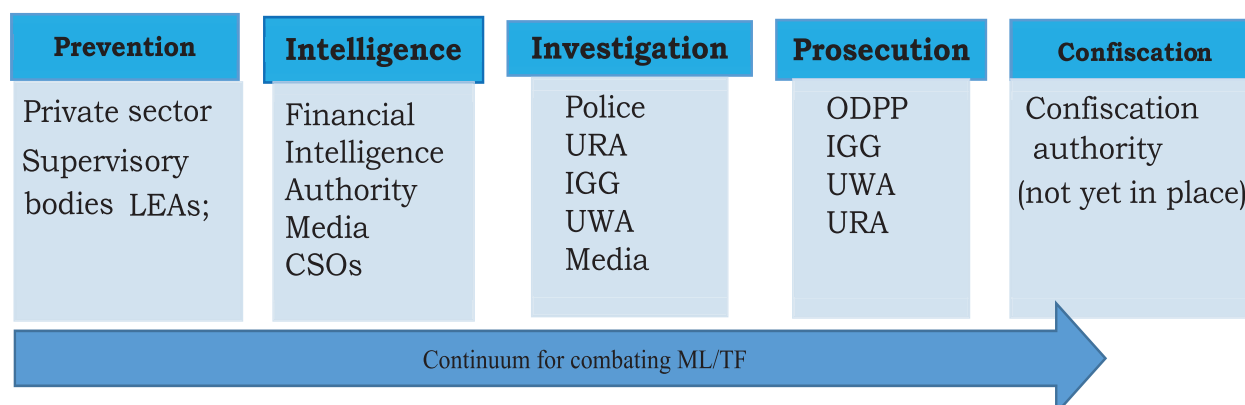 Prevention
Private sector
Supervisory
bodies LEAs;
Intelligence
Financial
Intelligence
Authority
Media
CSOs
Investigation
Police
URA
IGG
UWA
Media
Prosecution
ODPP
IGG
UWA
URA
Confiscation
Confiscation
authority
(not yet in place)
Continuum for combating ML/TF